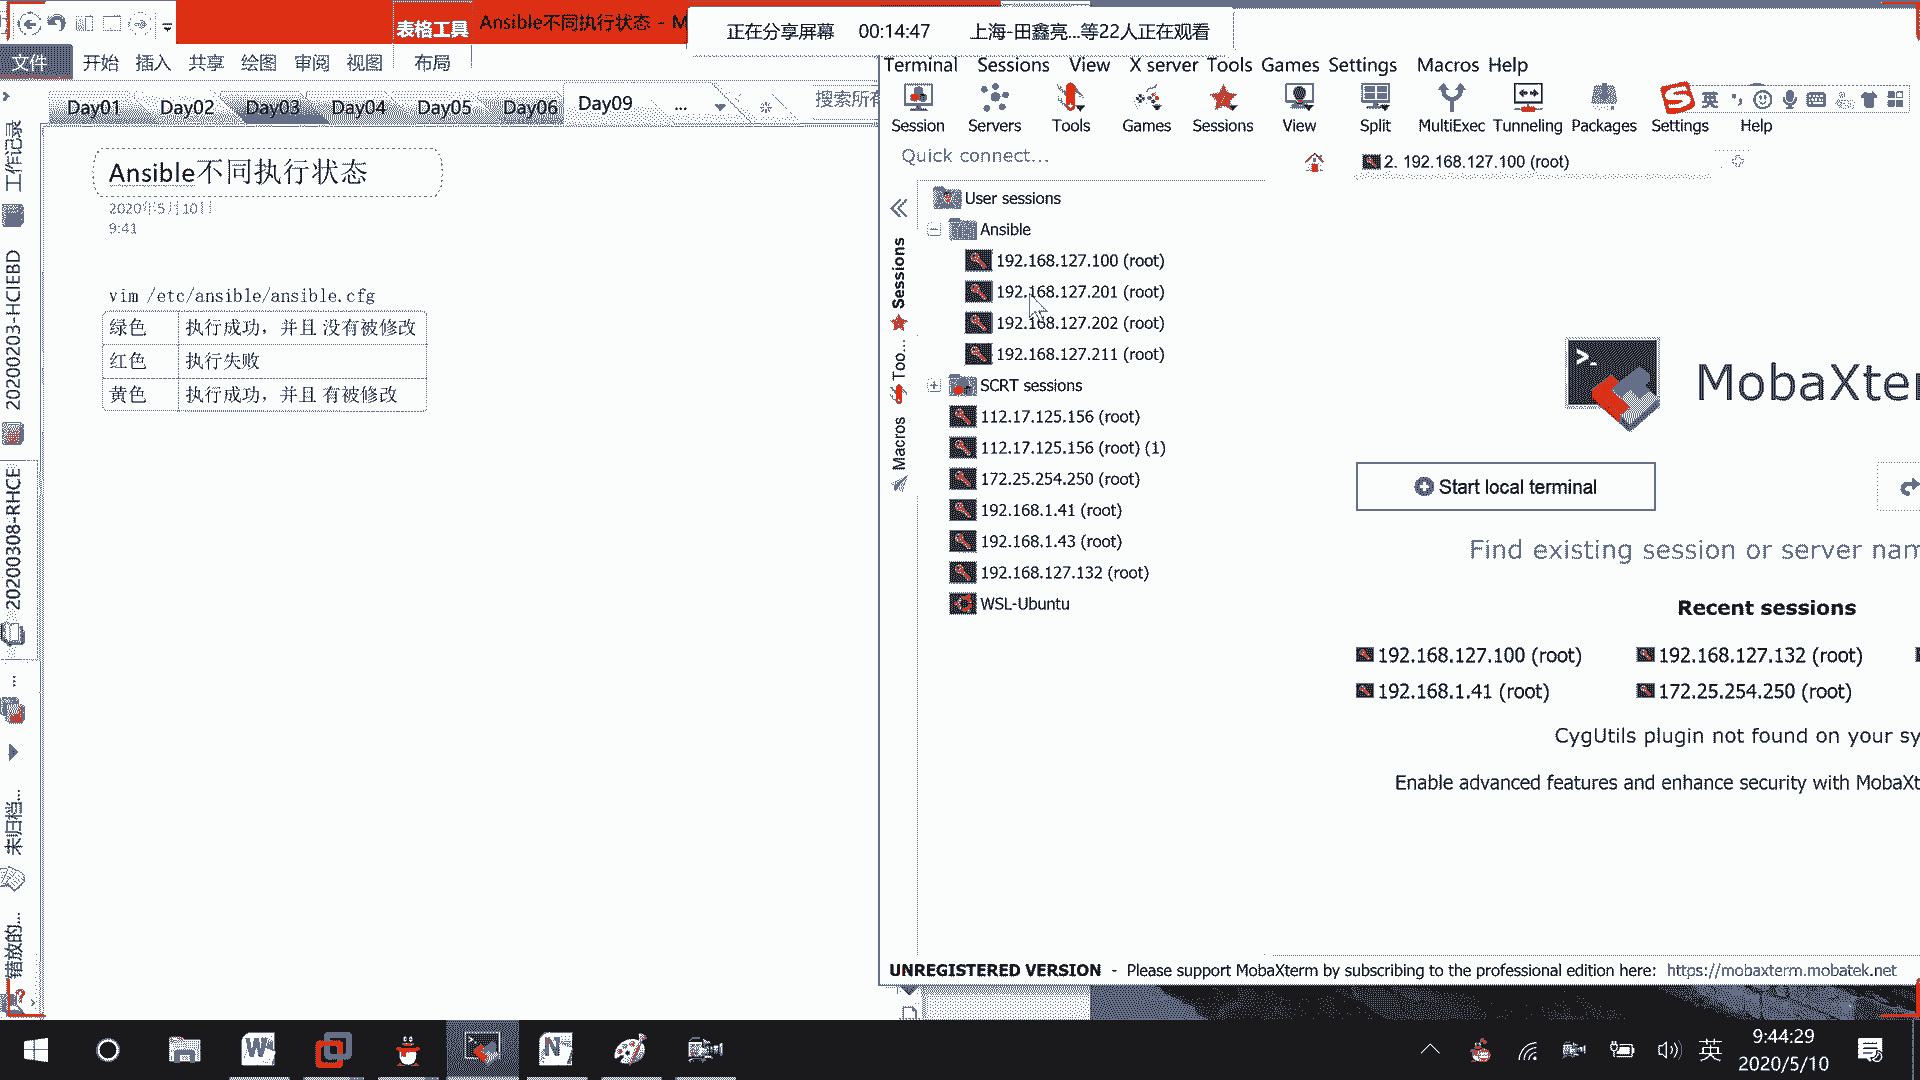 表格工具
Ansible不同执行状态 - M
正在分享屏幕 00:14:47 上海-田鑫亮...等22人正在观看
文件 开始 插入 共享 绘图 审阅 视图 布局
Day01 Day02 Day03 Day04 Day05 Day06 Day09 ...
搜索所有
工作记录
20200203-HCIEBD
20200308-RHCE
...
未归档...
错放的...
Ansible不同执行状态
2020年5月10日
9:41
vim /etc/ansible/ansible.cfg
绿色 执行成功，并且 没有被修改
红色 执行失败
黄色 执行成功，并且 有被修改
Terminal Sessions View X server Tools Games Settings Macros Help
Session Servers Tools Games Sessions View Split MultiExec Tunneling Packages Settings Help
英
Quick connect...
2. 192.168.127.100 (root)
Sessions
Too...
Macros
User sessions
Ansible
192.168.127.100 (root)
192.168.127.201 (root)
192.168.127.202 (root)
192.168.127.211 (root)
SCRT sessions
112.17.125.156 (root)
112.17.125.156 (root) (1)
172.25.254.250 (root)
192.168.1.41 (root)
192.168.1.43 (root)
192.168.127.132 (root)
WSL-Ubuntu
MobaXter
Start local terminal
Find existing session or server nam
Recent sessions
192.168.127.100 (root) 192.168.127.132 (root)
192.168.1.41 (root) 172.25.254.250 (root)
CygUtils plugin not found on your sy
Enable advanced features and enhance security with MobaXt
UNREGISTERED VERSION - Please support MobaXterm by subscribing to the professional edition here: https://mobaxterm.mobatek.net
英
9:44:29
2020/5/10